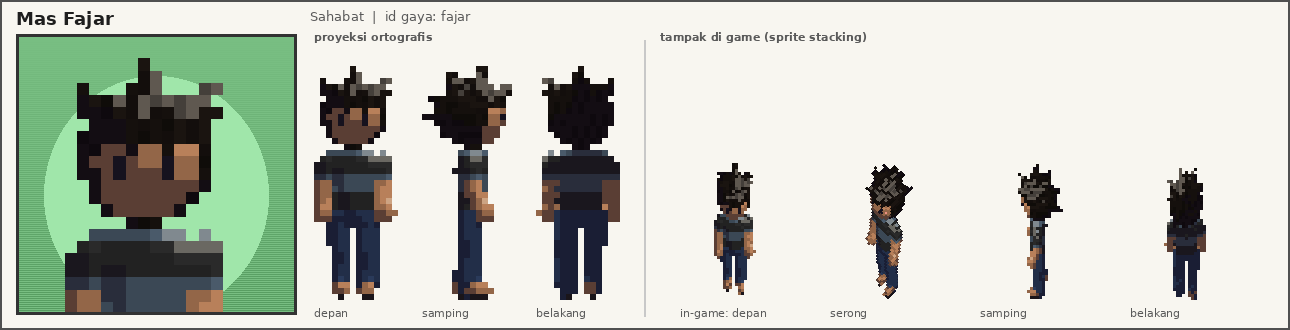 Mas Fajar
Sahabat | id gaya: fajar
proyeksi ortografis
tampak di game (sprite stacking)
depan
samping
belakang
in-game: depan
serong
samping
belakang